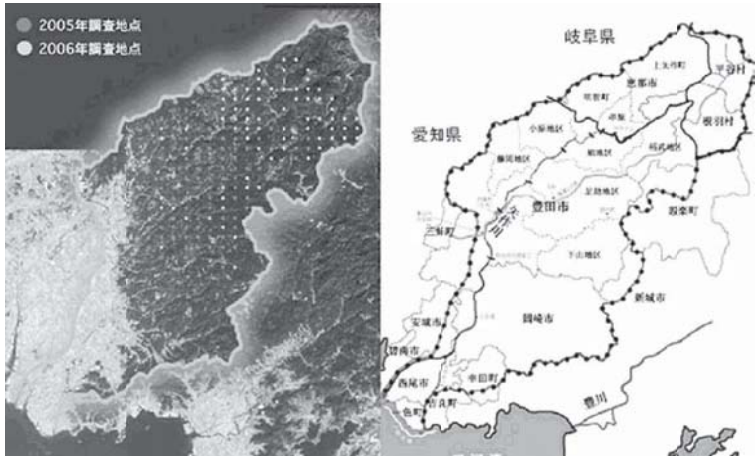 2005年調査地点
2006年調査地点
岐阜県
上矢作町
恵那市
平谷村
明智町
串原
根羽村
愛知県
小原地区
旭地区
稲武地区
藤岡地区
足助地区
豊田市
矢作川
設楽町
三好町
下山地区
新城市
安城市
岡崎市
碧南市
西尾市
幸田町
吉良町
一色町
豊川